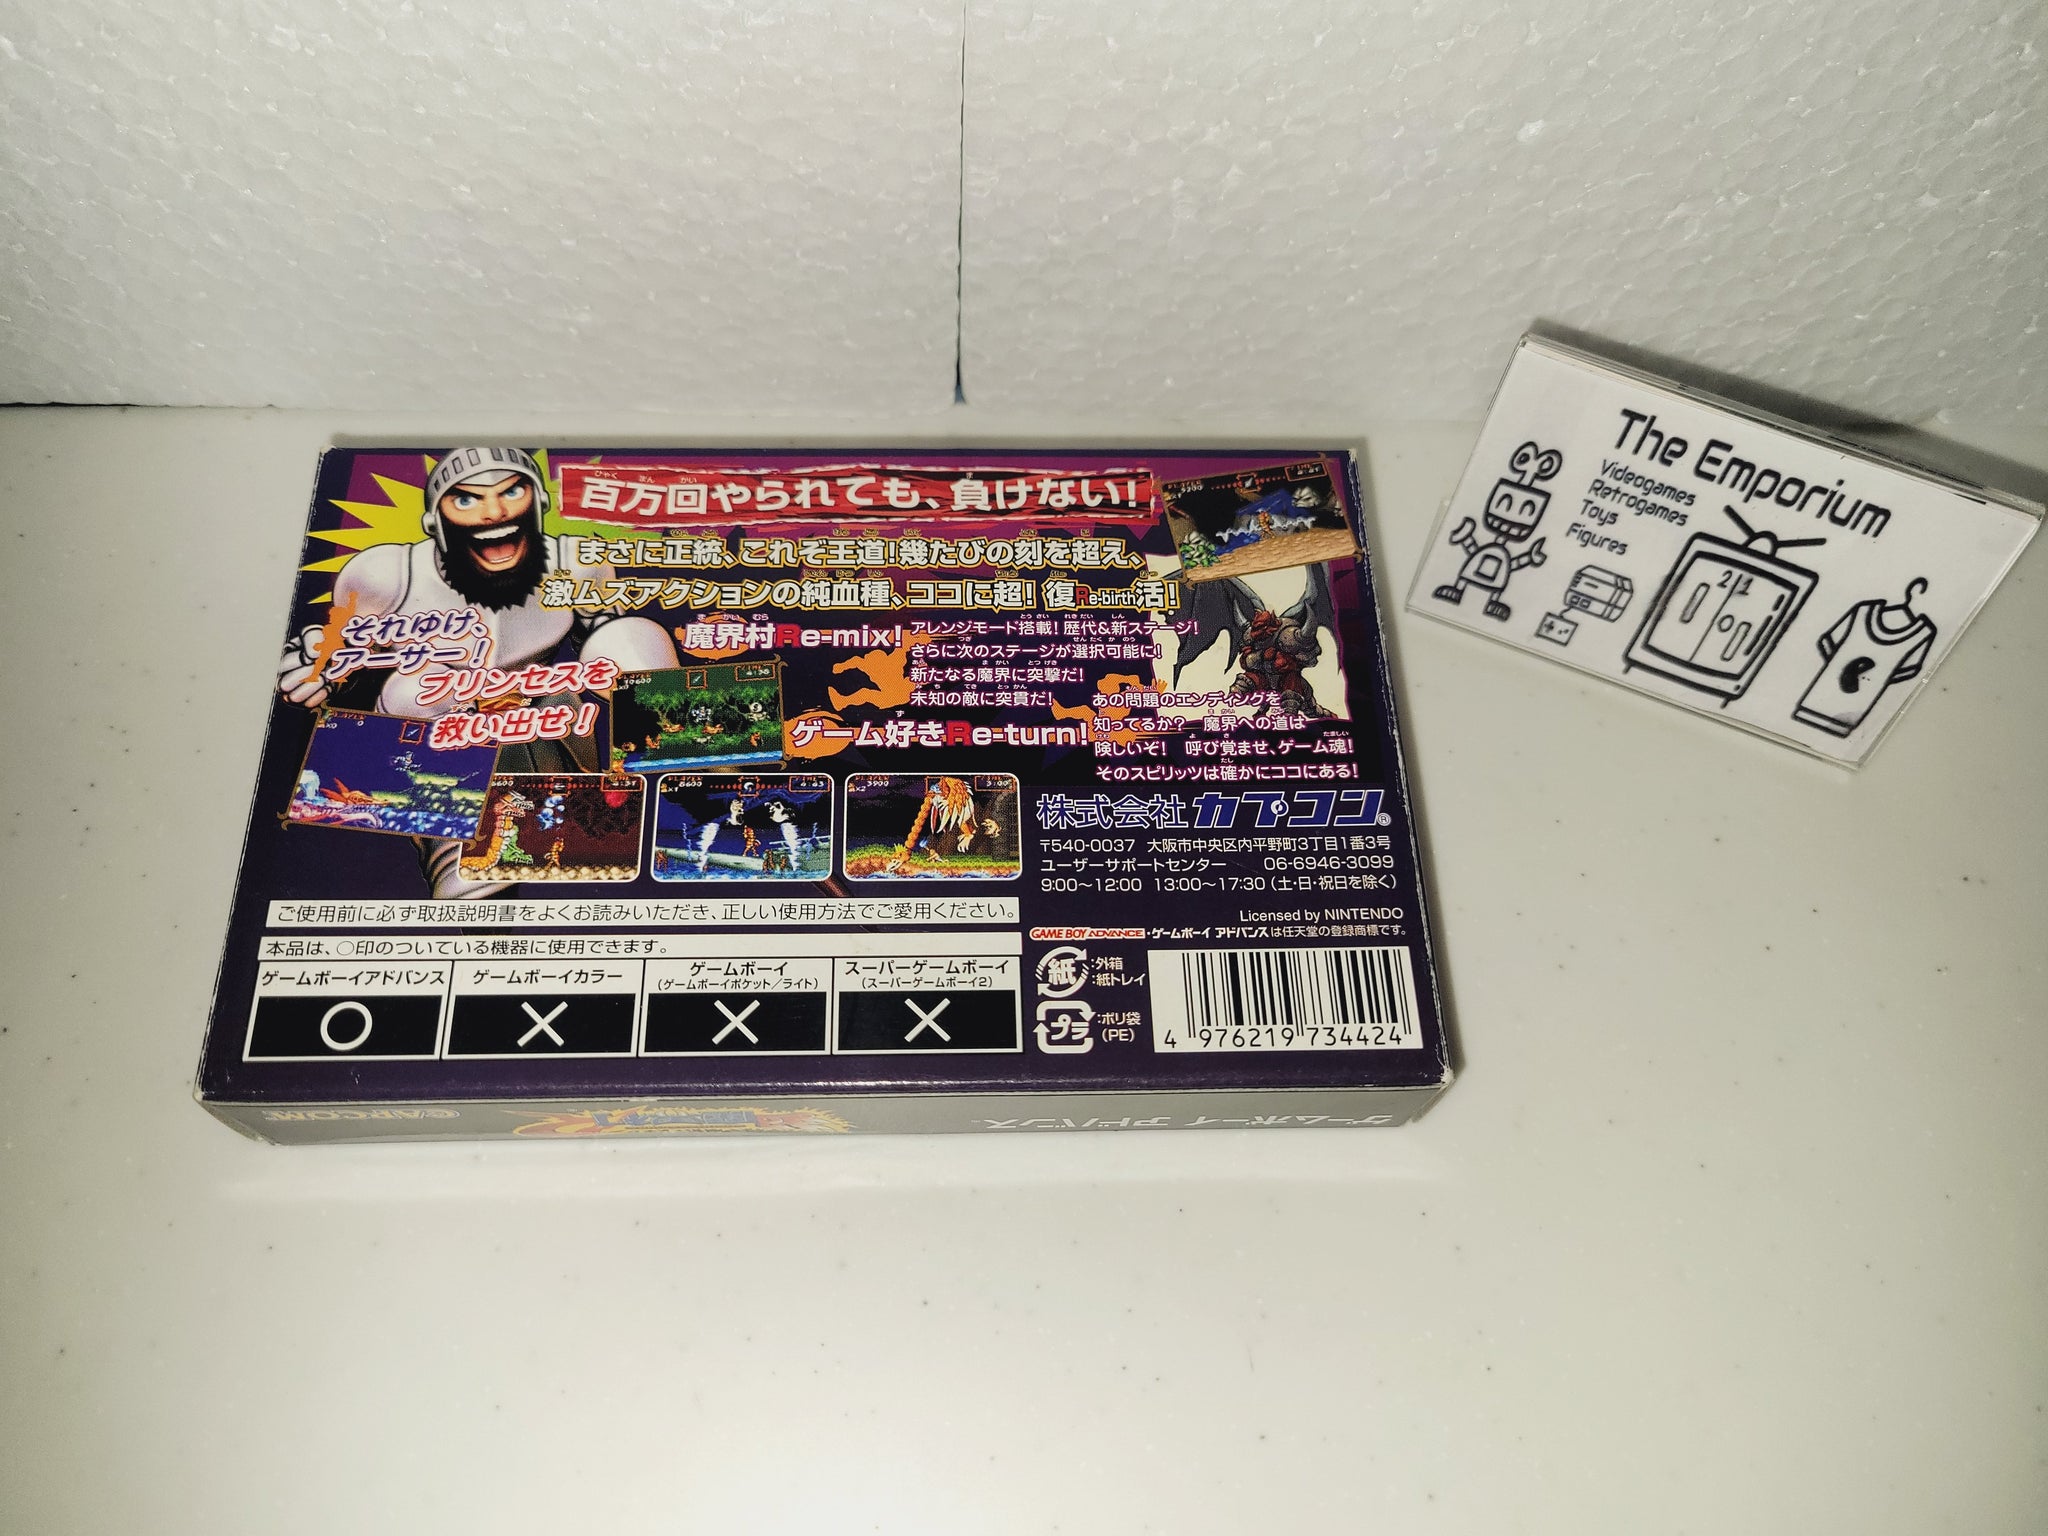 百万回やられても、負けない!
まさに正統、これぞ王道!幾たびの刻を超え、
激ムズアクションの純血種、ココに超!復Re-birth活!
それゆけ、
アーサー!
プリンセスを
救い出せ!
魔界村Re-mix!
アレンジモード搭載!歴代&新ステージ!
さらに次のステージが選択可能に!
新たなる魔界に突撃だ!
未知の敵に突貫だ!
ゲーム好きRe-turn!
あの問題のエンディングを
知ってるか? 魔界への道は
険しいぞ! 呼び覚ませ、ゲーム魂!
そのスピリッツは確かにココにある!
株式会社カプコン®
〒540-0037 大阪市中央区内平野町3丁目1番3号
ユーザーサポートセンター 06-6946-3099
9:00〜12:00 13:00〜17:30(土・日・祝日を除く)
ご使用前に必ず取扱説明書をよくお読みいただき、正しい使用方法でご愛用ください。
本品は、○印のついている機器に使用できます。
ゲームボーイアドバンス
○
ゲームボーイカラー
×
ゲームボーイ
(ゲームボーイポケット/ライト)
×
スーパーゲームボーイ
(スーパーゲームボーイ2)
×
Licensed by NINTENDO
GAME BOY ADVANCE・ゲームボーイ アドバンスは任天堂の登録商標です。
紙:外箱
:紙トレイ
プラ:ポリ袋
(PE)
4 976219 734424
CAPCOM
ゲームボーイ アドバンス
The Emporium
Videogames
Retrogames
Toys
Figures